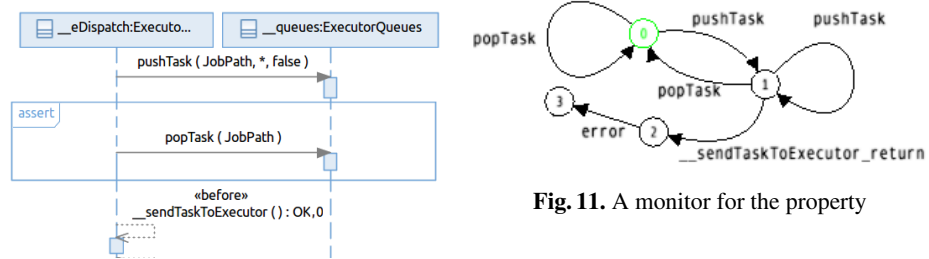 __eDispatch:Executo...
__queues:ExecutorQueues
pushTask ( JobPath, *, false )
assert
popTask ( JobPath )
«before»
__sendTaskToExecutor ( ) : OK,0
popTask
0
pushTask
pushTask
popTask
1
3
error
2
__sendTaskToExecutor_return
Fig. 11. A monitor for the property